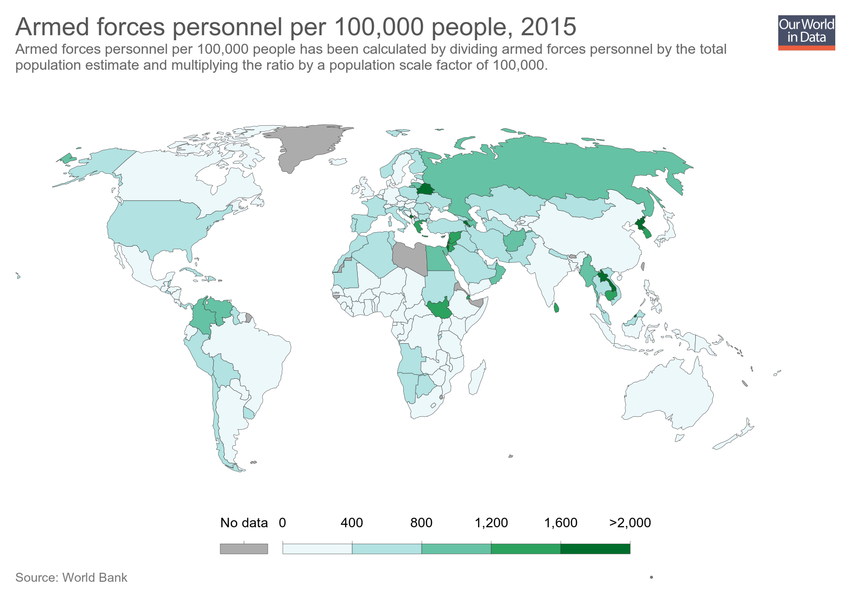 Armed forces personnel per 100,000 people, 2015
Our World
in Data
Armed forces personnel per 100,000 people has been calculated by dividing armed forces personnel by the total
population estimate and multiplying the ratio by a population scale factor of 100,000.
No data 0 400 800 1,200 1,600 >2,000
Source: World Bank